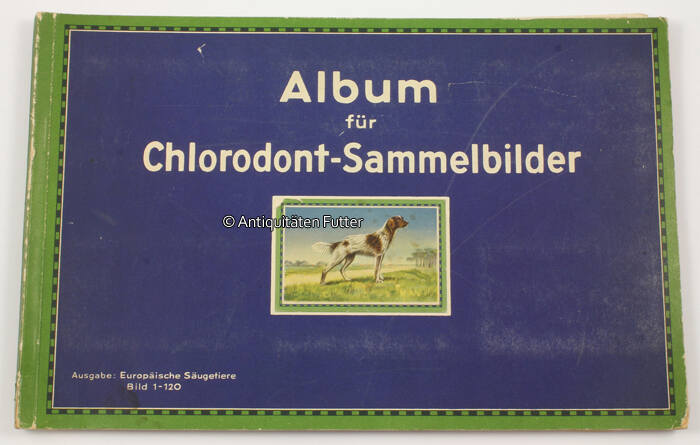 Album
für
Chlorodont-Sammelbilder
© Antiquitäten Futter
Ausgabe: Europäische Säugetiere
Bild 1-120